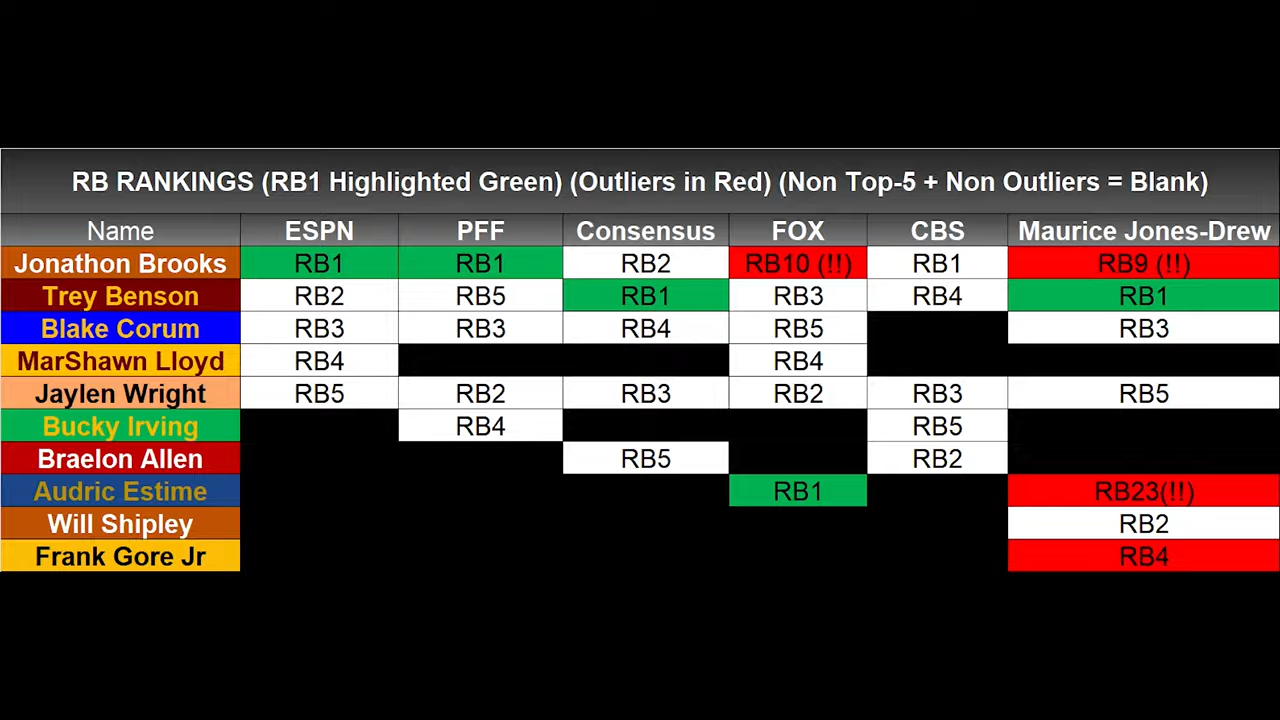 RB RANKINGS (RB1 Highlighted Green) (Outliers in Red) (Non Top-5 + Non Outliers = Blank)
Name ESPN PFF Consensus FOX CBS Maurice Jones-Drew
Jonathon Brooks RB1 RB1 RB2 RB10 (!!) RB1 RB9 (!!)
Trey Benson RB2 RB5 RB1 RB3 RB4 RB1
Blake Corum RB3 RB3 RB4 RB5 RB3
MarShawn Lloyd RB4 RB4
Jaylen Wright RB5 RB2 RB3 RB2 RB3 RB5
Bucky Irving RB4 RB5
Braelon Allen RB5 RB2
Audric Estime RB1 RB23(!!)
Will Shipley RB2
Frank Gore Jr RB4